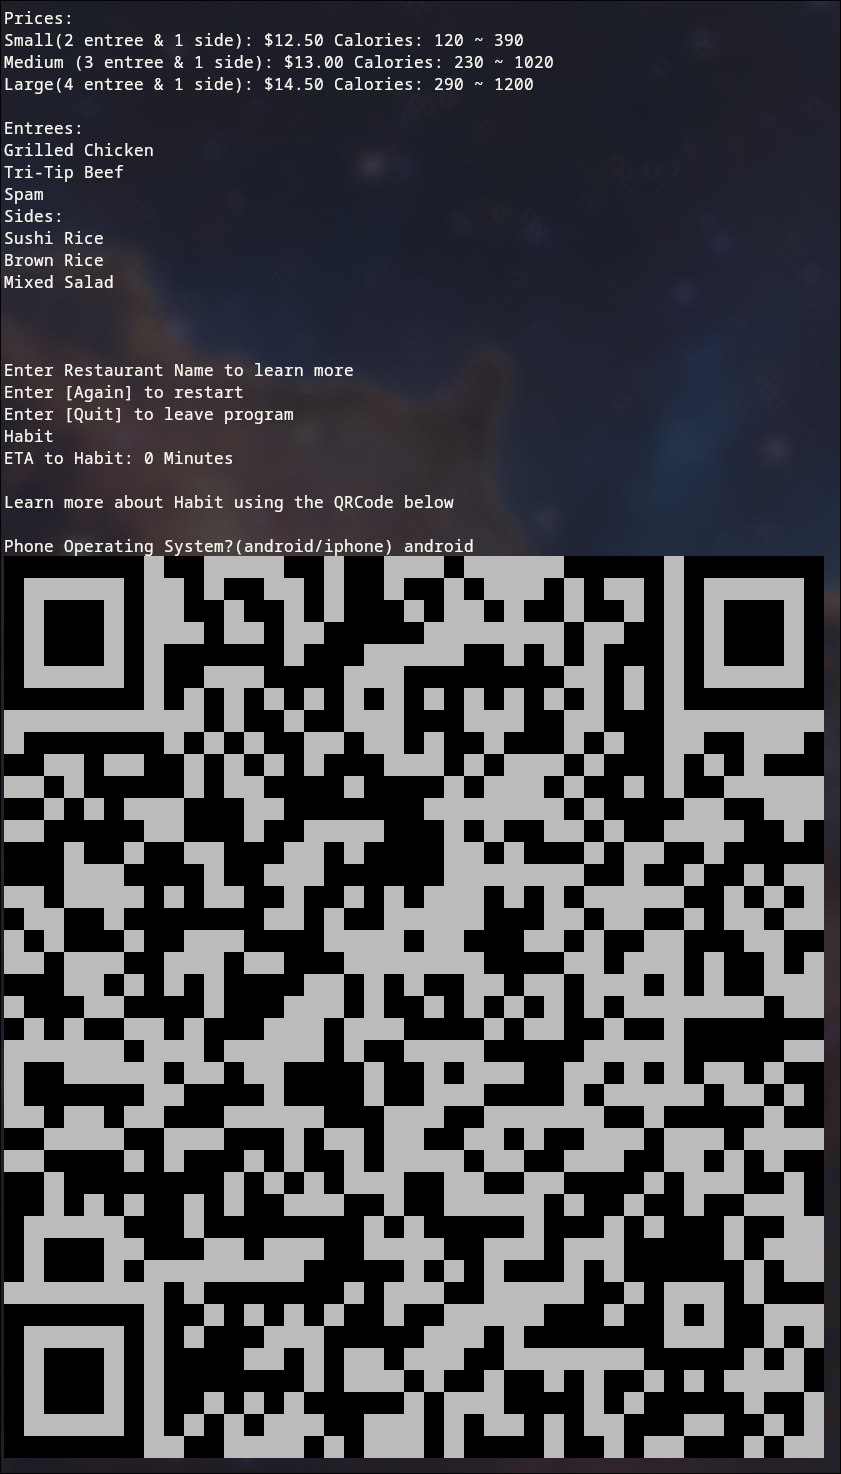 Prices:
Small(2 entree & 1 side): $12.50 Calories: 120 ~ 390
Medium (3 entree & 1 side): $13.00 Calories: 230 ~ 1020
Large(4 entree & 1 side): $14.50 Calories: 290 ~ 1200
Entrees:
Grilled Chicken
Tri-Tip Beef
Spam
Sides:
Sushi Rice
Brown Rice
Mixed Salad
Enter Restaurant Name to learn more
Enter [Again] to restart
Enter [Quit] to leave program
Habit
ETA to Habit: 0 Minutes
Learn more about Habit using the QRCode below
Phone Operating System?(android/iphone) android